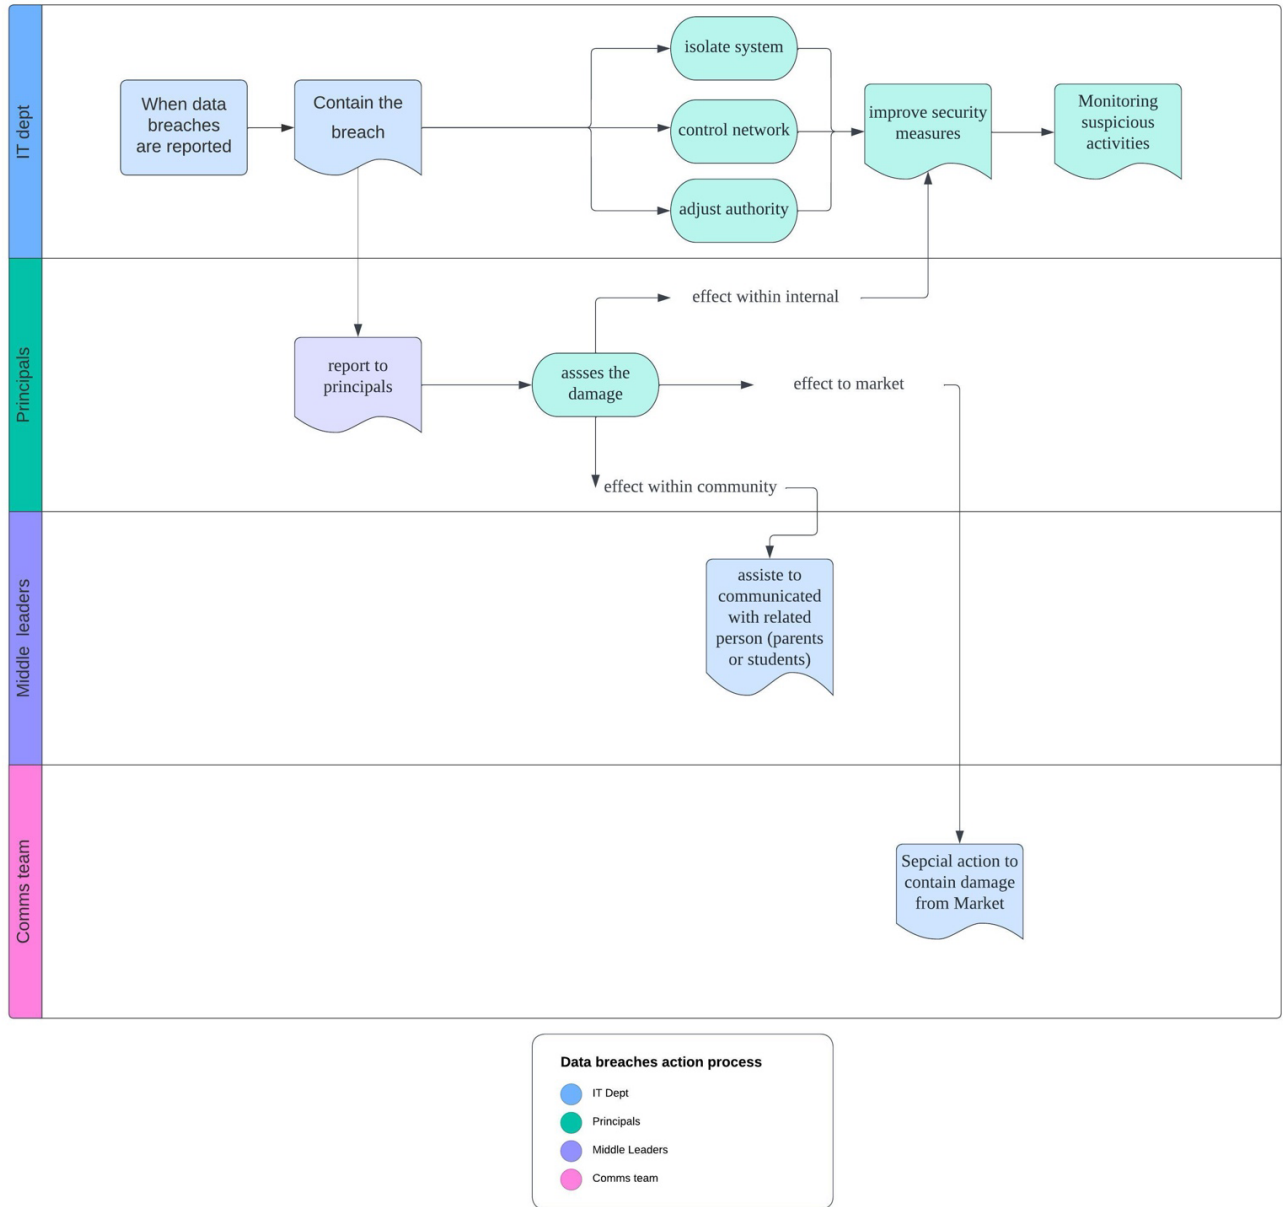 IT dept
When data
breaches
are reported
Contain the
breach
isolate system
control network
adjust authority
improve security
measures
Monitoring
suspicious
activities
Principals
report to
principals
assses the
damage
effect within internal
effect to market
effect within community
Middle leaders
assiste to
communicated
with related
person (parents
or students)
Comms team
Sepcial action to
contain damage
from Market
Data breaches action process
IT Dept
Principals
Middle Leaders
Comms team